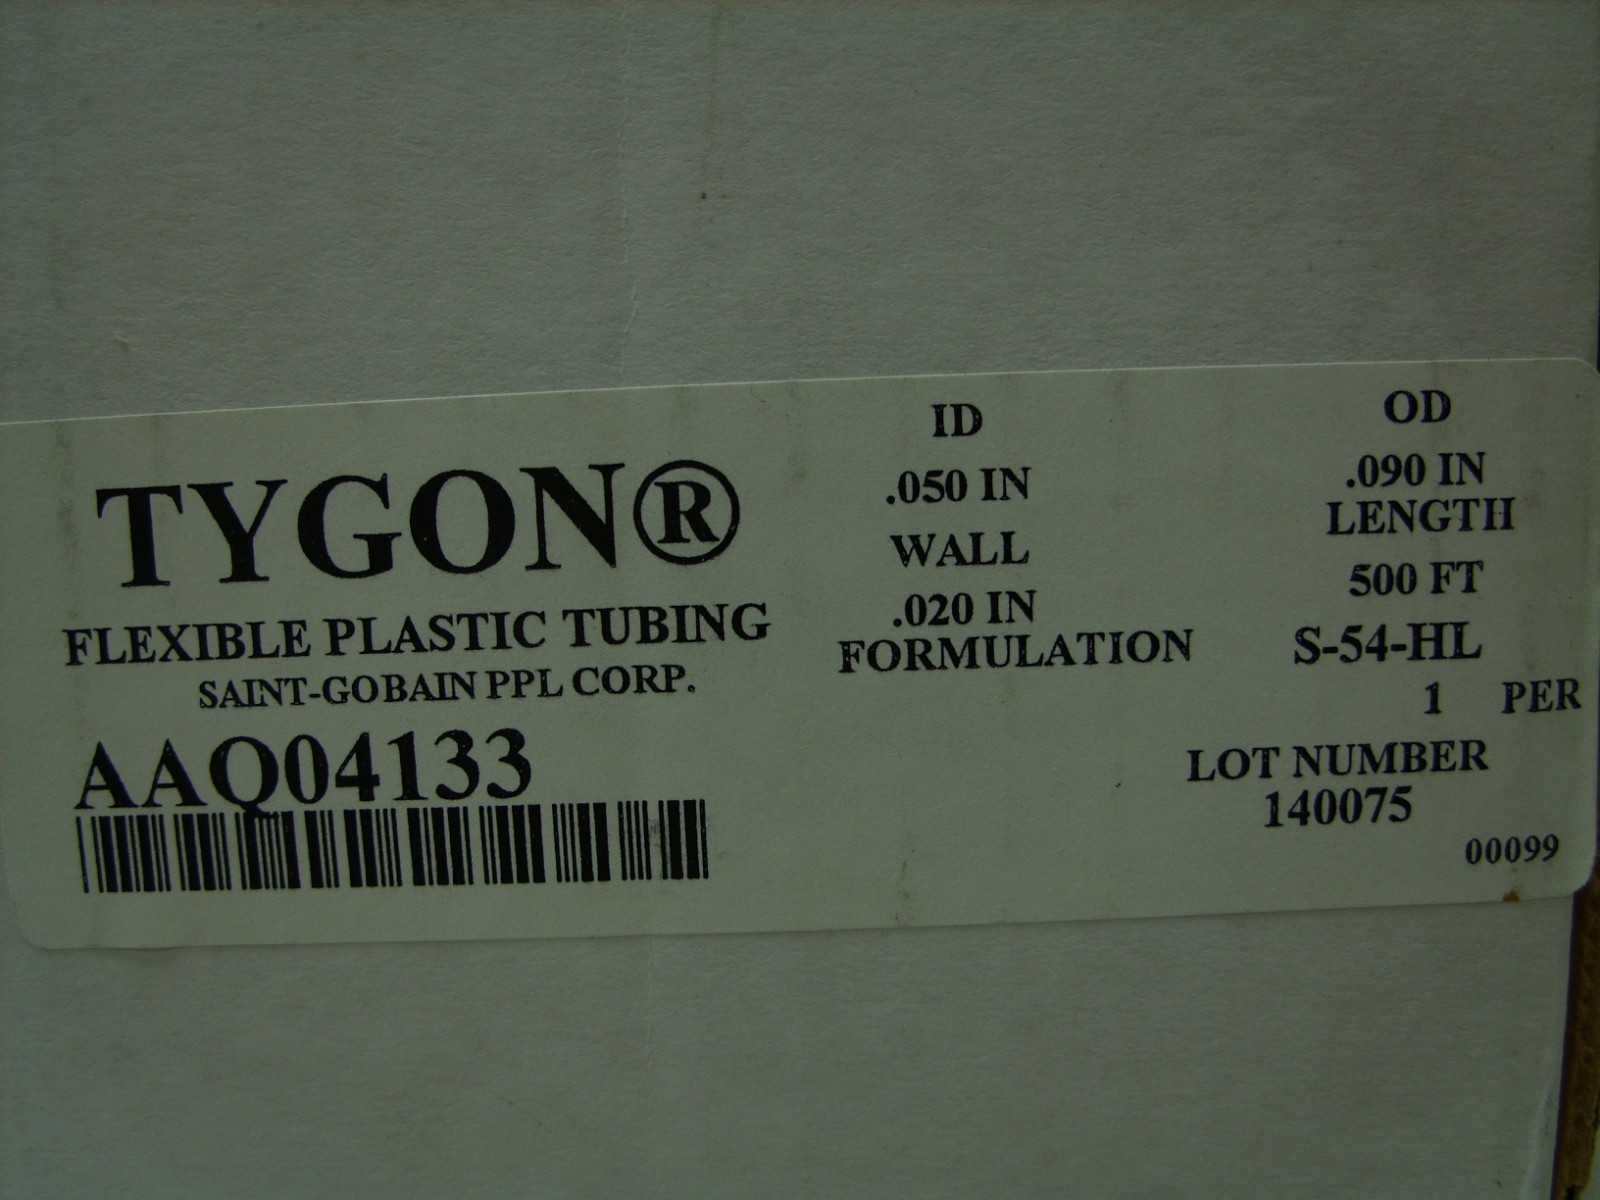 TYGON®
FLEXIBLE PLASTIC TUBING
SAINT-GOBAIN PPL CORP.
AAQ04133
ID
.050 IN
WALL
.020 IN
FORMULATION
OD
.090 IN
LENGTH
500 FT
S-54-HL
1 PER
LOT NUMBER
140075
00099